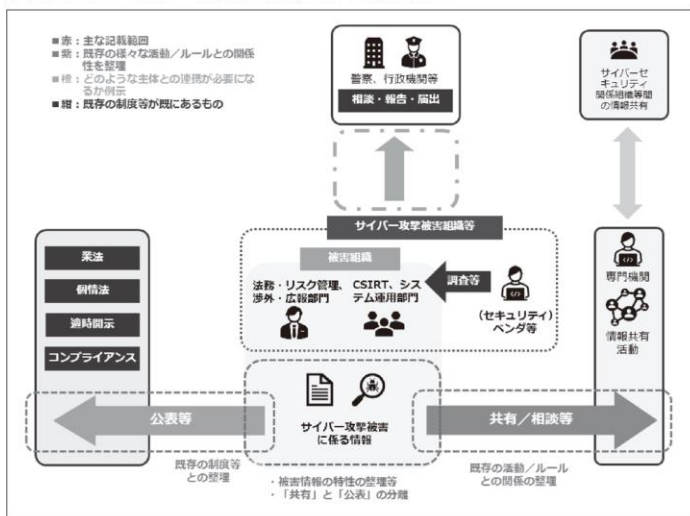 ■赤：主な記載範囲
■紫：既存の様々な活動／ルールとの関係
性を整理
■橙：どのような主体との連携が必要にな
るか例示
■紺：既存の制度等が既にあるもの
警察、行政機関等
相談・報告・届出
サイバーセ
キュリティ
関係組織等間
の情報共有
サイバー攻撃被害組織等
被害組織
法務・リスク管理、
渉外・広報部門
CSIRT、シス
テム運用部門
調査等
（セキュリティ）
ベンダ等
業法
個情法
適時開示
コンプライアンス
専門機関
情報共有
活動
公表等
サイバー攻撃被害
に係る情報
共有／相談等
既存の制度等
との整理
・被害情報の特性の整理等
・「共有」と「公表」の分離
既存の活動／ルール
との関係の整理